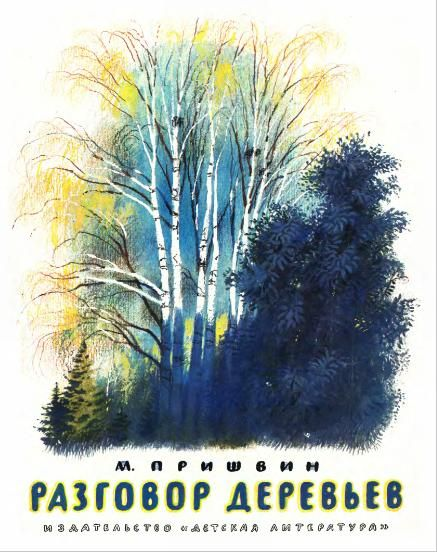 М. ПРИШВИН
РАЗГОВОР ДЕРЕВЬЕВ
ИЗДАТЕЛЬСТВО «ДЕТСКАЯ ЛИТЕРАТУРА»